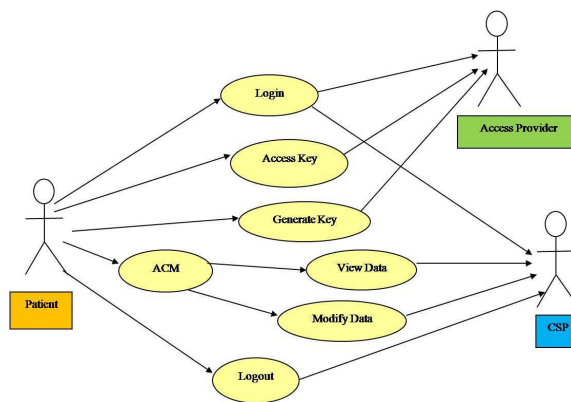 Login
Access Provider
Access Key
Generate Key
ACM
View Data
Patient
Modify Data
CSP
Logout